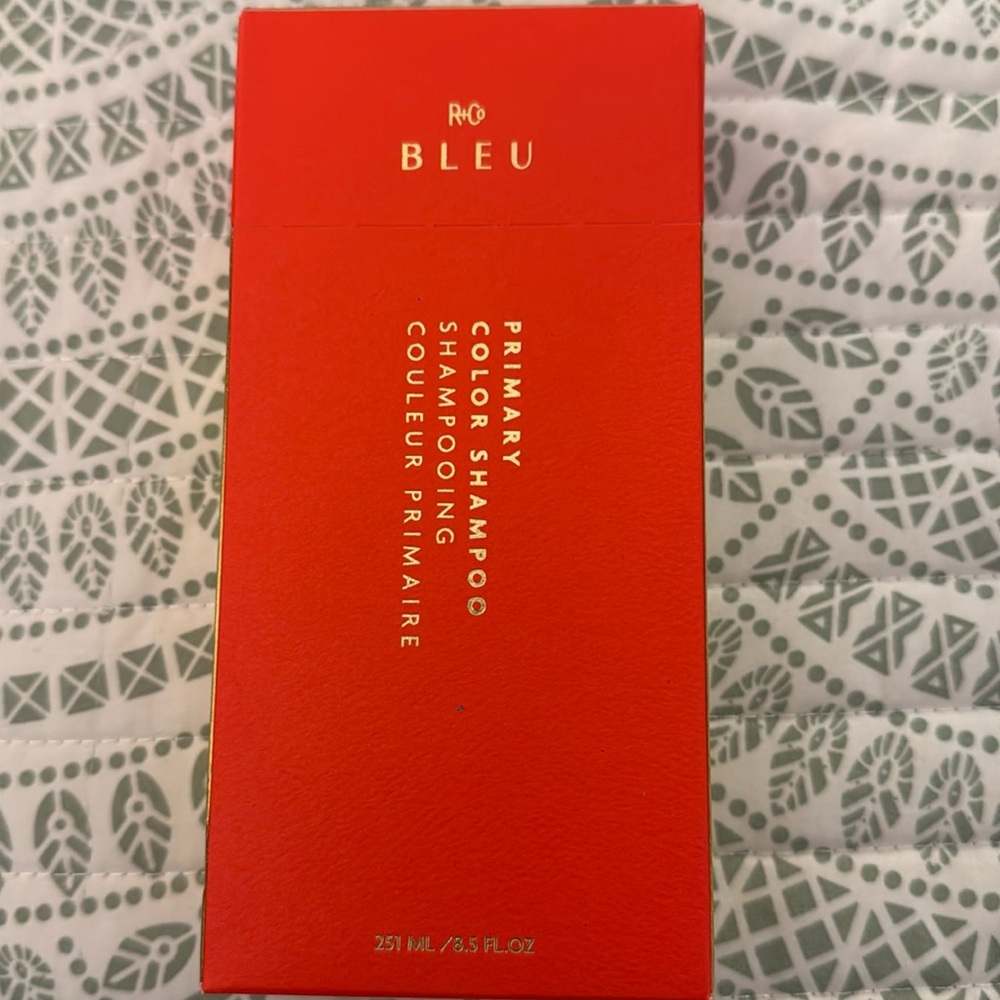 R+Co
BLEU
PRIMARY
COLOR SHAMPOO
SHAMPOOING
COULEUR PRIMAIRE
251 ML / 8.5 FL.OZ